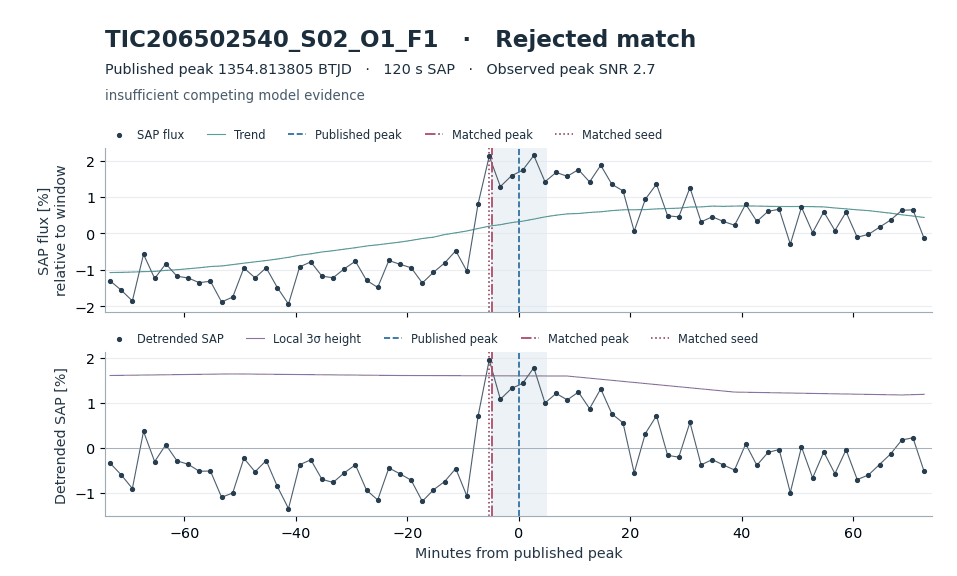 TIC206502540_S02_O1_F1 · Rejected match
Published peak 1354.813805 BTJD · 120 s SAP · Observed peak SNR 2.7
insufficient competing model evidence
SAP flux Trend Published peak Matched peak Matched seed
SAP flux [%]
relative to window
2
1
0
−1
−2
Detrended SAP Local 3σ height Published peak Matched peak Matched seed
Detrended SAP [%]
2
1
0
−1
−60 −40 −20 0 20 40 60
Minutes from published peak